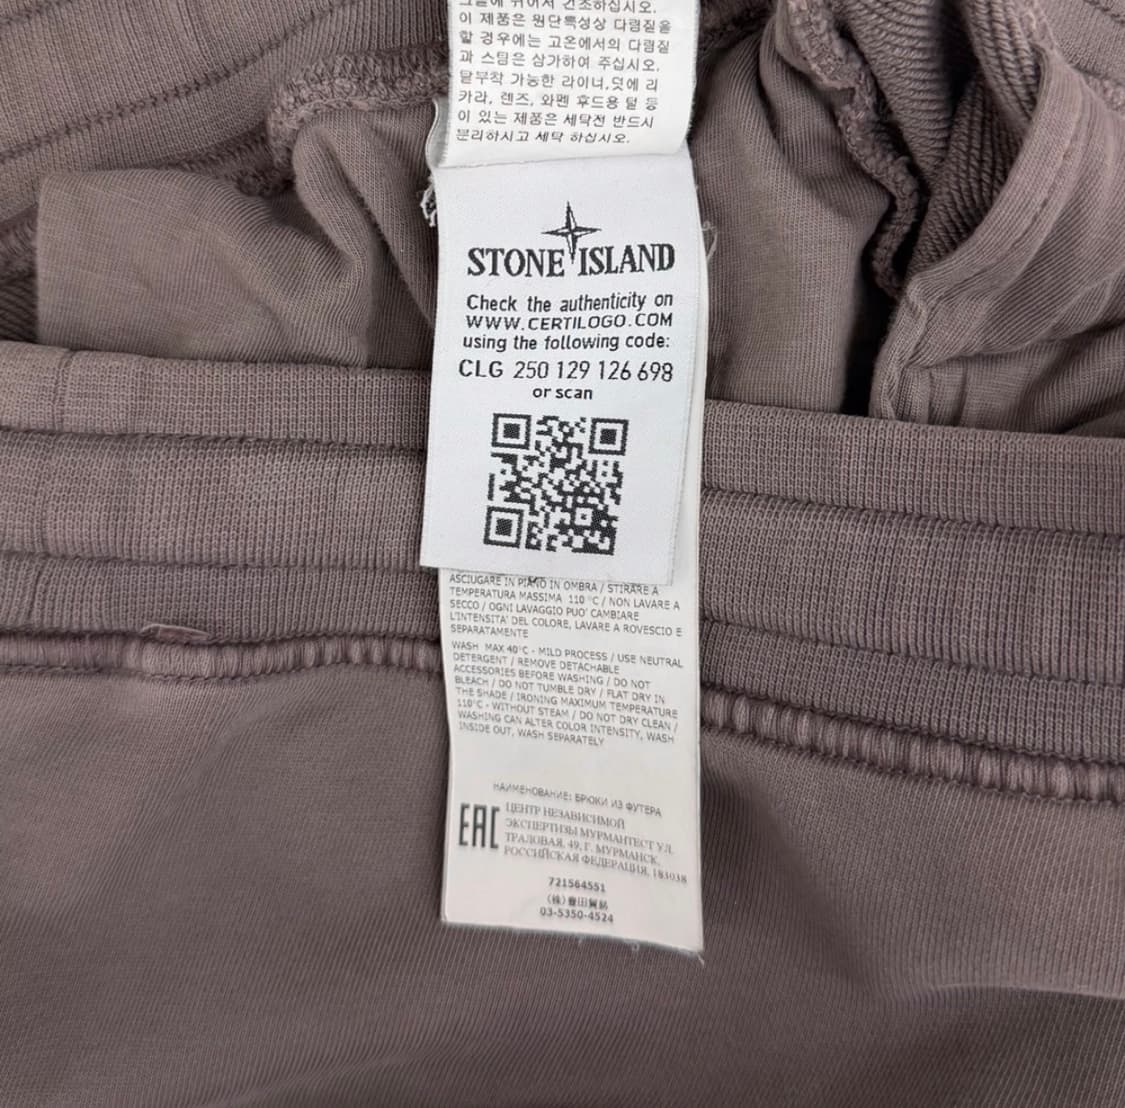 이 제품은 원단특성상 다림질을
할 경우에는 고온에서의 다림질
과 스팀은 삼가하여 주십시오.
탈부착 가능한 라이너,덧에 리
카라, 렌즈, 와펜 후드용 털 등
이 있는 제품은 세탁전 반드시
분리하시고 세탁 하십시오.
STONE ISLAND
Check the authenticity on
WWW.CERTILOGO.COM
using the following code:
CLG 250 129 126 698
or scan
ASCIUGARE IN PIANO IN OMBRA / STIRARE A
TEMPERATURA MASSIMA 110 °C / NON LAVARE A
SECCO / OGNI LAVAGGIO PUO' CAMBIARE
L'INTENSITA' DEL COLORE, LAVARE A ROVESCIO E
SEPARATAMENTE
WASH MAX 40°C - MILD PROCESS / USE NEUTRAL
DETERGENT / REMOVE DETACHABLE
ACCESSORIES BEFORE WASHING / DO NOT
BLEACH / DO NOT TUMBLE DRY / FLAT DRY IN
THE SHADE / IRONING MAXIMUM TEMPERATURE
110°C - WITHOUT STEAM / DO NOT DRY CLEAN /
WASHING CAN ALTER COLOR INTENSITY, WASH
INSIDE OUT, WASH SEPARATELY
НАИМЕНОВАНИЕ: БРЮКИ ИЗ ФУТЕРА
EAC
ЦЕНТР НЕЗАВИСИМОЙ
ЭКСПЕРТИЗЫ МУРМАНТЕСТ УЛ.
ТРАЛОВАЯ, 49, Г. МУРМАНСК,
РОССИЙСКАЯ ФЕДЕРАЦИЯ, 183038
721564551
(株)豊田貿易
03-5350-4524